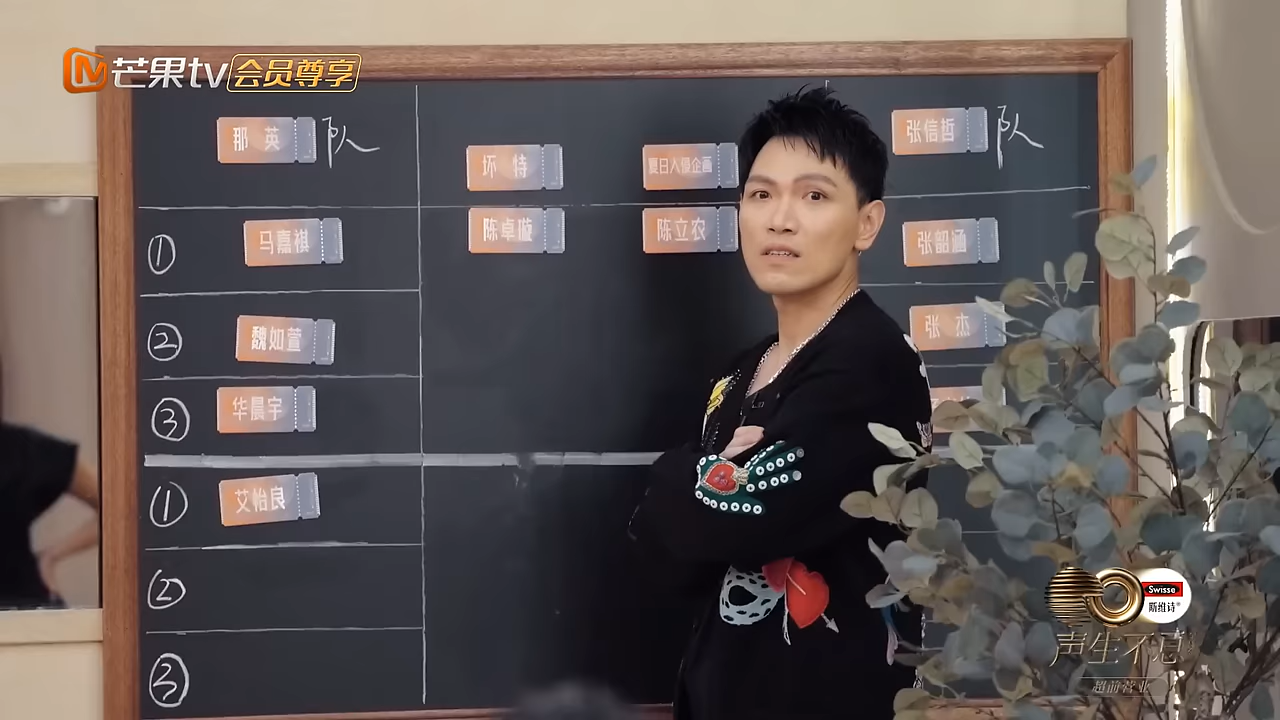 芒果tv 会员尊享
那 英 队
坏 特
夏日入侵企画
张信哲 队
① 马嘉祺
陈卓璇
陈立农
张韶涵
② 魏如萱
张 杰
③ 华晨宇
① 艾怡良
②
③
Swisse
斯维诗
声生不息
超前营业